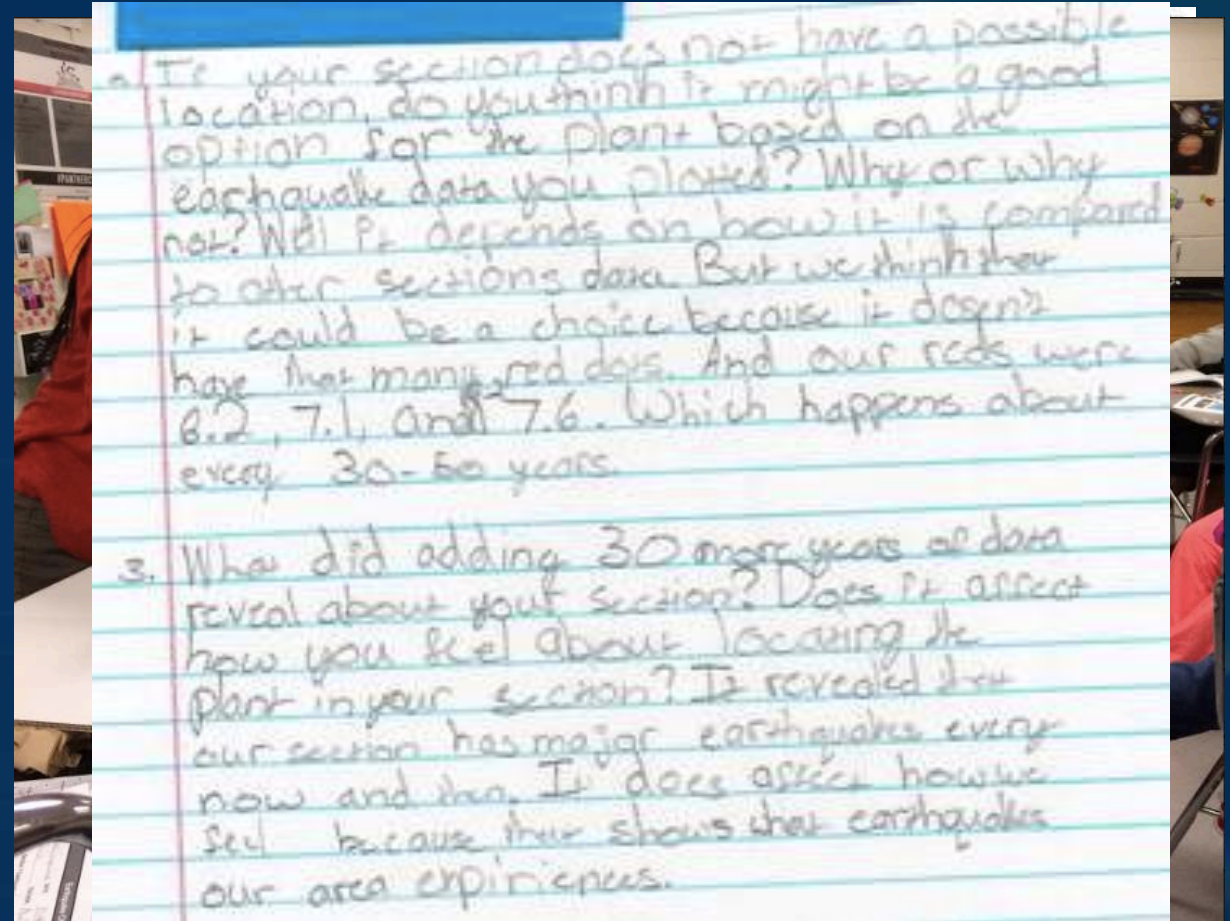 a. If your section does not have a possible
location, do you think it might be a good
option for the plant based on the
earthquake data you plotted? Why or why
not? Well it depends on how it is compared
to other sections data. But we think that
it could be a choice because it dosen't
have that many red dots. And our reds were
8.2, 7.1, and 7.6. Which happens about
every 30-50 years.
3. What did adding 30 more years of data
reveal about your section? Does it affect
how you feel about locating the
plant in your section? It revealed that
our section has major earthquakes every
now and then. It does affect how we
feel because that shows what earthquakes
our area expiriences.
#PANTHER